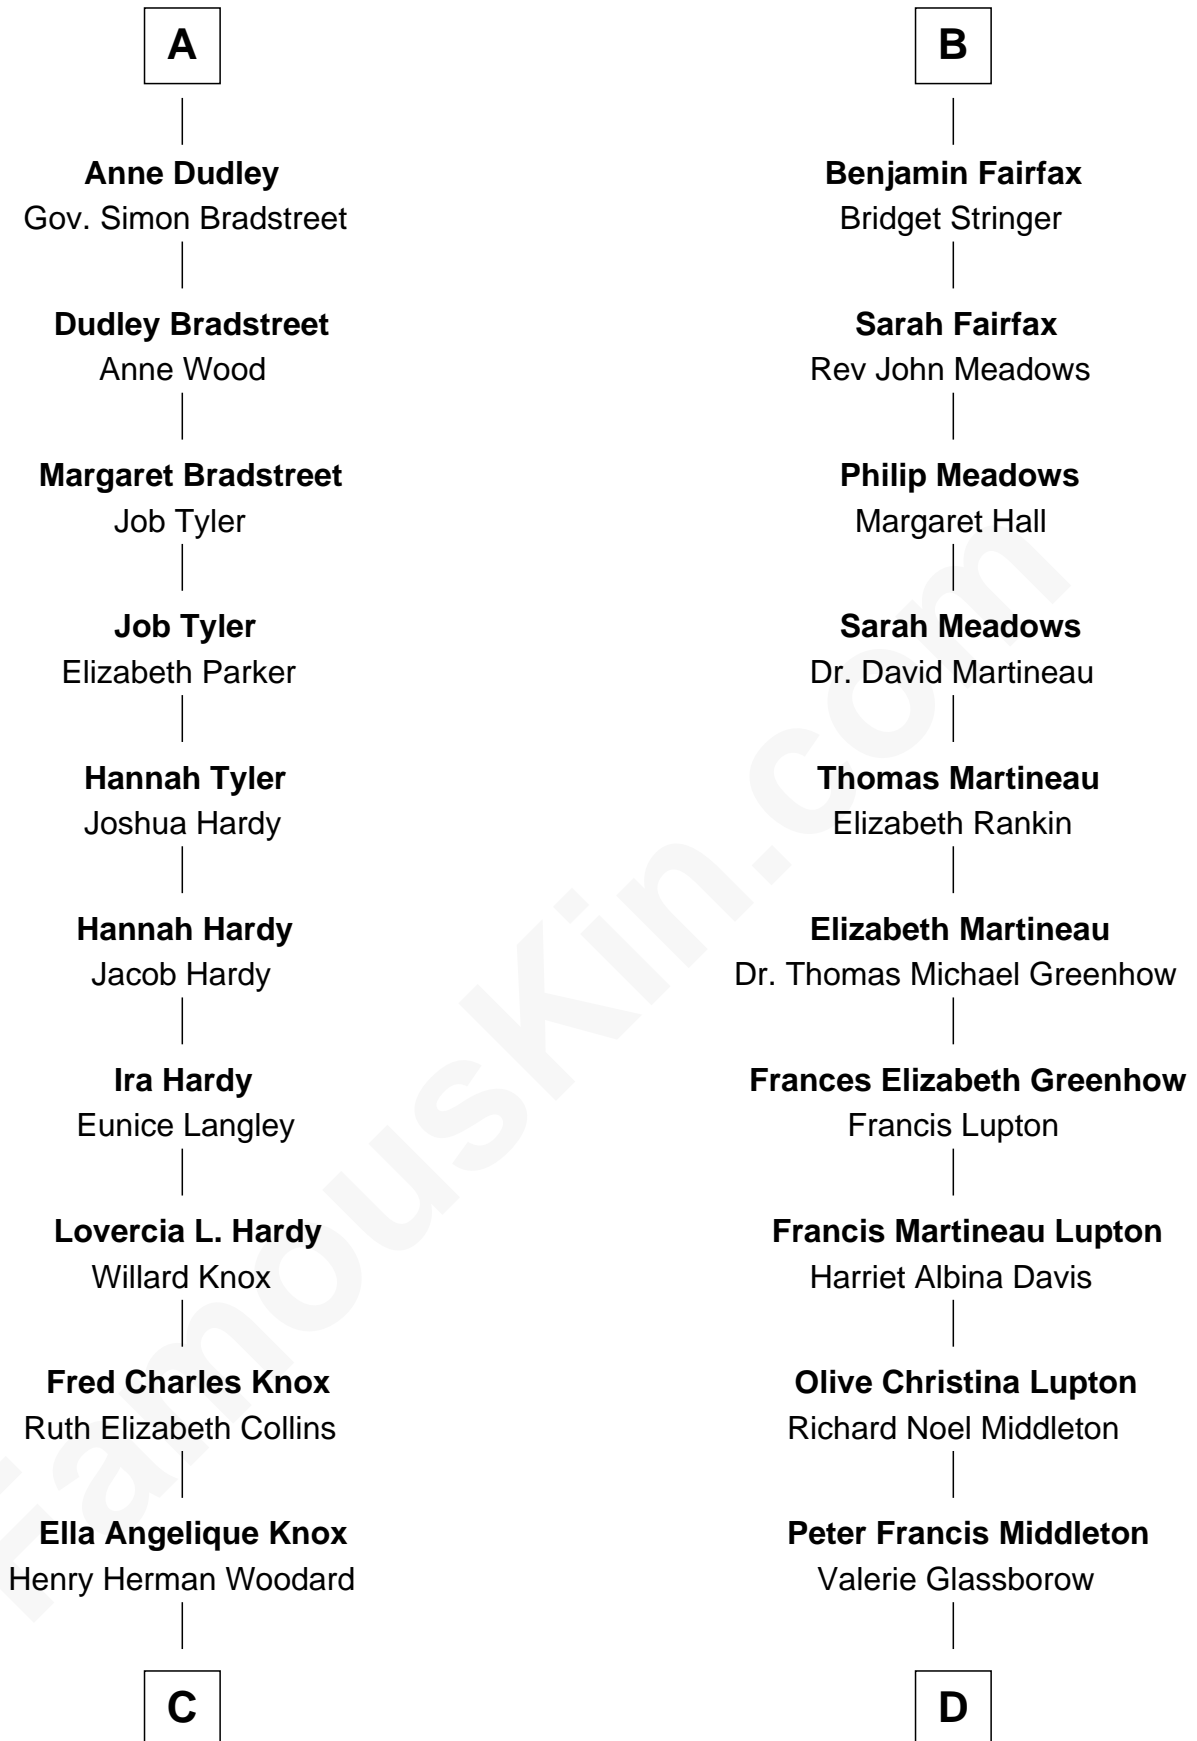 A
Anne Dudley
Gov. Simon Bradstreet
Dudley Bradstreet
Anne Wood
Margaret Bradstreet
Job Tyler
Job Tyler
Elizabeth Parker
Hannah Tyler
Joshua Hardy
Hannah Hardy
Jacob Hardy
Ira Hardy
Eunice Langley
Lovercia L. Hardy
Willard Knox
Fred Charles Knox
Ruth Elizabeth Collins
Ella Angelique Knox
Henry Herman Woodard
C
B
Benjamin Fairfax
Bridget Stringer
Sarah Fairfax
Rev John Meadows
Philip Meadows
Margaret Hall
Sarah Meadows
Dr. David Martineau
Thomas Martineau
Elizabeth Rankin
Elizabeth Martineau
Dr. Thomas Michael Greenhow
Frances Elizabeth Greenhow
Francis Lupton
Francis Martineau Lupton
Harriet Albina Davis
Olive Christina Lupton
Richard Noel Middleton
Peter Francis Middleton
Valerie Glassborow
D
FamousKin.com